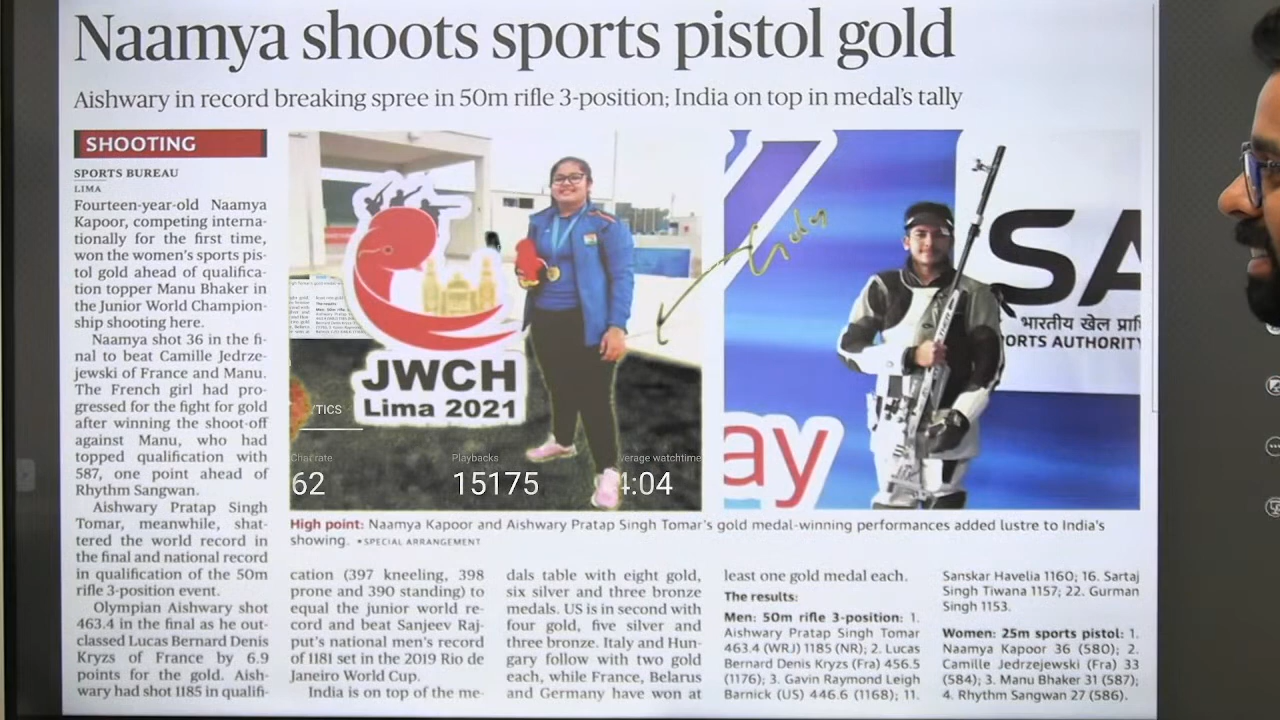 Naamya shoots sports pistol gold
Aishwary in record breaking spree in 50m rifle 3-position; India on top in medal's tally
SHOOTING
SPORTS BUREAU
LIMA
Fourteen-year-old Naamya
Kapoor, competing interna-
tionally for the first time,
won the women's sports pis-
tol gold ahead of qualifica-
tion topper Manu Bhaker in
the Junior World Champion-
ship shooting here.
Naamya shot 36 in the fi-
nal to beat Camille Jedrze-
jewski of France and Manu.
The French girl had pro-
gressed for the fight for gold
after winning the shoot-off
against Manu, who had
topped qualification with
587, one point ahead of
Rhythm Sangwan.
Aishwary Pratap Singh
Tomar, meanwhile, shat-
tered the world record in
the final and national record
in qualification of the 50m
rifle 3-position event.
Olympian Aishwary shot
463.4 in the final as he out-
classed Lucas Bernard Denis
Kryzs of France by 6.9
points for the gold. Aish-
wary had shot 1185 in qualifi-
JWCH
Lima 2021
YTICS
Chat rate
62
Playbacks
15175
verage watchtime
4:04
Gold
SA
भारतीय खेल प्राधि
PORTS AUTHORITY
ay
High point: Naamya Kapoor and Aishwary Pratap Singh Tomar's gold medal-winning performances added lustre to India's
showing. • SPECIAL ARRANGEMENT
cation (397 kneeling, 398
prone and 390 standing) to
equal the junior world re-
cord and beat Sanjeev Raj-
put's national men's record
of 1181 set in the 2019 Rio de
Janeiro World Cup.
India is on top of the me-
dals table with eight gold,
six silver and three bronze
medals. US is in second with
four gold, five silver and
three bronze. Italy and Hun-
gary follow with two gold
each, while France, Belarus
and Germany have won at
least one gold medal each.
The results:
Men: 50m rifle 3-position: 1.
Aishwary Pratap Singh Tomar
463.4 (WRJ) 1185 (NR); 2. Lucas
Bernard Denis Kryzs (Fra) 456.5
(1176); 3. Gavin Raymond Leigh
Barnick (US) 446.6 (1168); 11.
Sanskar Havelia 1160; 16. Sartaj
Singh Tiwana 1157; 22. Gurman
Singh 1153.
Women: 25m sports pistol: 1.
Naamya Kapoor 36 (580); 2.
Camille Jedrzejewski (Fra) 33
(584); 3. Manu Bhaker 31 (587);
4. Rhythm Sangwan 27 (586).